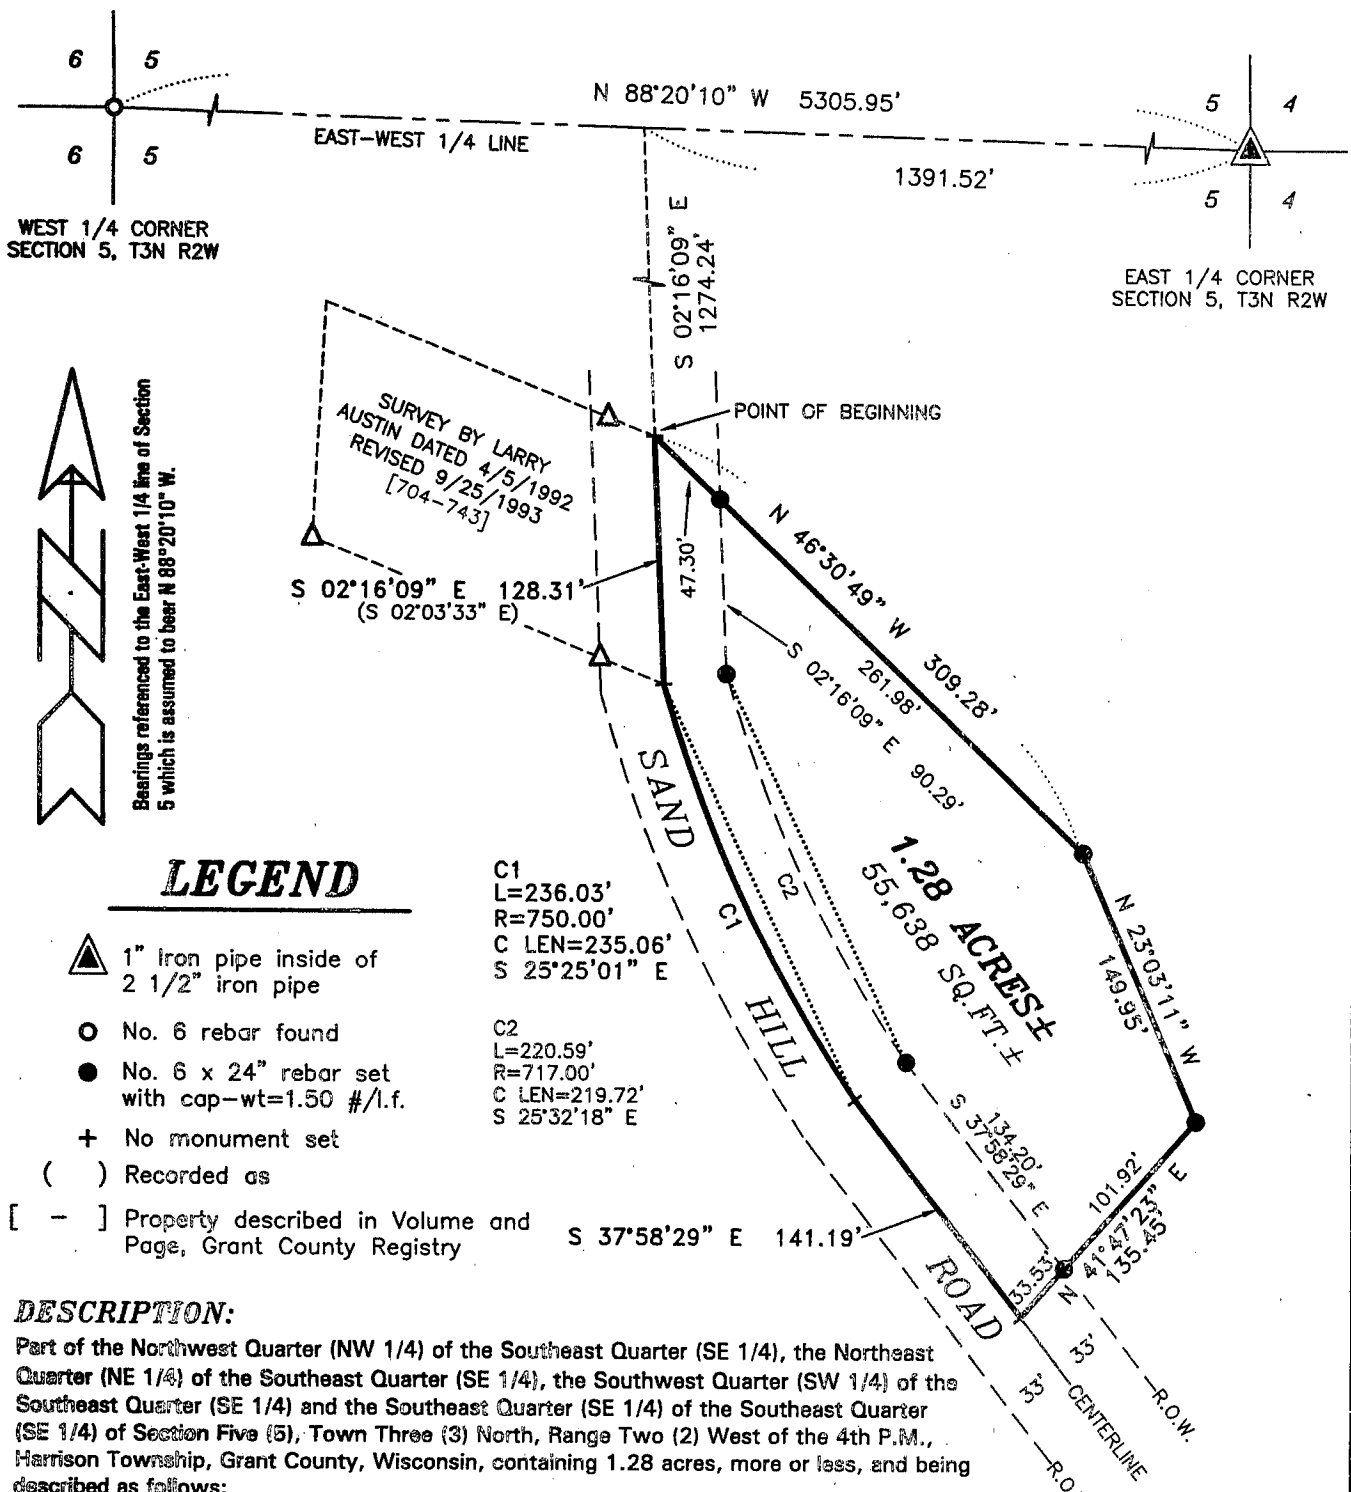 6 5
6 5
WEST 1/4 CORNER
SECTION 5, T3N R2W
N 88°20'10" W 5305.95'
EAST-WEST 1/4 LINE
1391.52'
5 4
5 4
EAST 1/4 CORNER
SECTION 5, T3N R2W
S 02°16'09" E
1274.24'
POINT OF BEGINNING
SURVEY BY LARRY
AUSTIN DATED 4/5/1992
REVISED 9/25/1993
[704-743]
Bearings referenced to the East-West 1/4 line of Section
5 which is assumed to bear N 88°20'10" W.
S 02°16'09" E 128.31'
(S 02°03'33" E)
47.30'
N 46°30'49" W 309.28'
261.98'
S 02°16'09" E 90.29'
1.28 ACRES±
55,638 SQ.FT.±
N 23°03'11" W
149.95'
SAND HILL ROAD
C1
C2
LEGEND
1" Iron pipe inside of
2 1/2" iron pipe
No. 6 rebar found
No. 6 x 24" rebar set
with cap-wt=1.50 #/l.f.
+ No monument set
( ) Recorded as
[ - ] Property described in Volume and
Page, Grant County Registry
C1
L=236.03'
R=750.00'
C LEN=235.06'
S 25°25'01" E
C2
L=220.59'
R=717.00'
C LEN=219.72'
S 25°32'18" E
134.20'
S 37°58'29" E
S 37°58'29" E 141.19'
101.92'
N 41°47'23" E
135.45'
33.53'
33'
33'
CENTERLINE
R.O.W.
R.O
DESCRIPTION:
Part of the Northwest Quarter (NW 1/4) of the Southeast Quarter (SE 1/4), the Northeast
Quarter (NE 1/4) of the Southeast Quarter (SE 1/4), the Southwest Quarter (SW 1/4) of the
Southeast Quarter (SE 1/4) and the Southeast Quarter (SE 1/4) of the Southeast Quarter
(SE 1/4) of Section Five (5), Town Three (3) North, Range Two (2) West of the 4th P.M.,
Harrison Township, Grant County, Wisconsin, containing 1.28 acres, more or less, and being
described as follows: